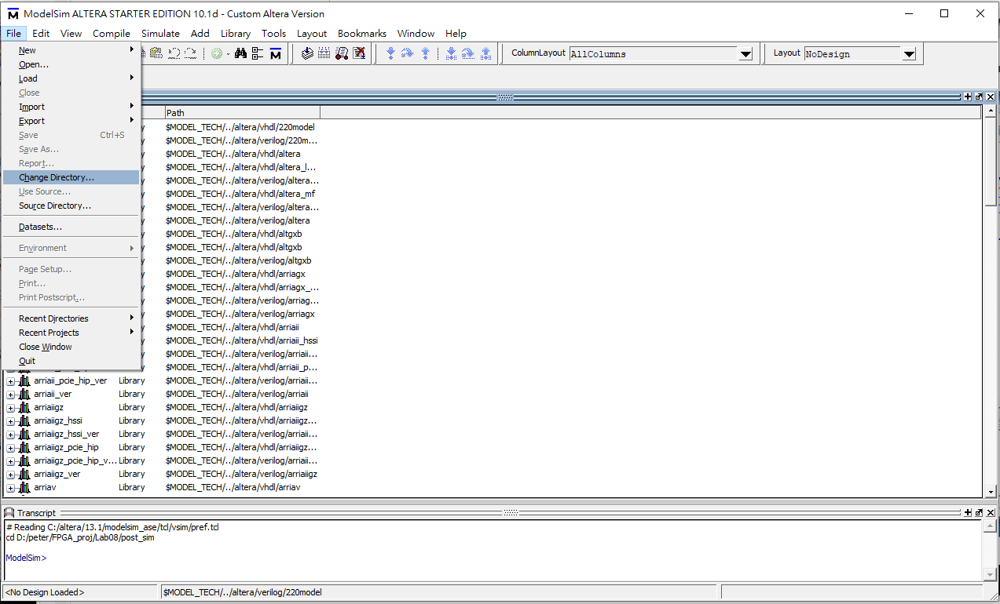 ModelSim ALTERA STARTER EDITION 10.1d - Custom Altera Version
File Edit View Compile Simulate Add Library Tools Layout Bookmarks Window Help
New
Open...
Load
Close
Import
Export
Save Ctrl+S
Save As...
Report...
Change Directory...
Use Source...
Source Directory...
Datasets...
Environment
Page Setup...
Print...
Print Postscript...
Recent Directories
Recent Projects
Close Window
Quit
ColumnLayout AllColumns
Layout NoDesign
Path
$MODEL_TECH/../altera/vhdl/220model
$MODEL_TECH/../altera/verilog/220m...
$MODEL_TECH/../altera/vhdl/altera
$MODEL_TECH/../altera/vhdl/altera_l...
$MODEL_TECH/../altera/verilog/altera...
$MODEL_TECH/../altera/vhdl/altera_mf
$MODEL_TECH/../altera/verilog/altera...
$MODEL_TECH/../altera/verilog/altera
$MODEL_TECH/../altera/vhdl/altgxb
$MODEL_TECH/../altera/vhdl/altgxb
$MODEL_TECH/../altera/verilog/altgxb
$MODEL_TECH/../altera/vhdl/arriagx
$MODEL_TECH/../altera/vhdl/arriagx_...
$MODEL_TECH/../altera/verilog/arriag...
$MODEL_TECH/../altera/verilog/arriagx
$MODEL_TECH/../altera/vhdl/arriaii
$MODEL_TECH/../altera/vhdl/arriaii_hssi
$MODEL_TECH/../altera/verilog/arriaii...
$MODEL_TECH/../altera/vhdl/arriaii_p...
arriaii_pcie_hip_ver Library $MODEL_TECH/../altera/verilog/arriaii...
arriaii_ver Library $MODEL_TECH/../altera/verilog/arriaii
arriaiigz Library $MODEL_TECH/../altera/vhdl/arriaiigz
arriaiigz_hssi Library $MODEL_TECH/../altera/vhdl/arriaiigz...
arriaiigz_hssi_ver Library $MODEL_TECH/../altera/verilog/arriaii...
arriaiigz_pcie_hip Library $MODEL_TECH/../altera/vhdl/arriaiigz...
arriaiigz_pcie_hip_v... Library $MODEL_TECH/../altera/verilog/arriaii...
arriaiigz_ver Library $MODEL_TECH/../altera/verilog/arriaiigz
arriav Library $MODEL_TECH/../altera/vhdl/arriav
Transcript
# Reading C:/altera/13.1/modelsim_ase/tcl/vsim/pref.tcl
cd D:/peter/FPGA_proj/Lab08/post_sim
ModelSim>
<No Design Loaded> $MODEL_TECH/../altera/verilog/220model